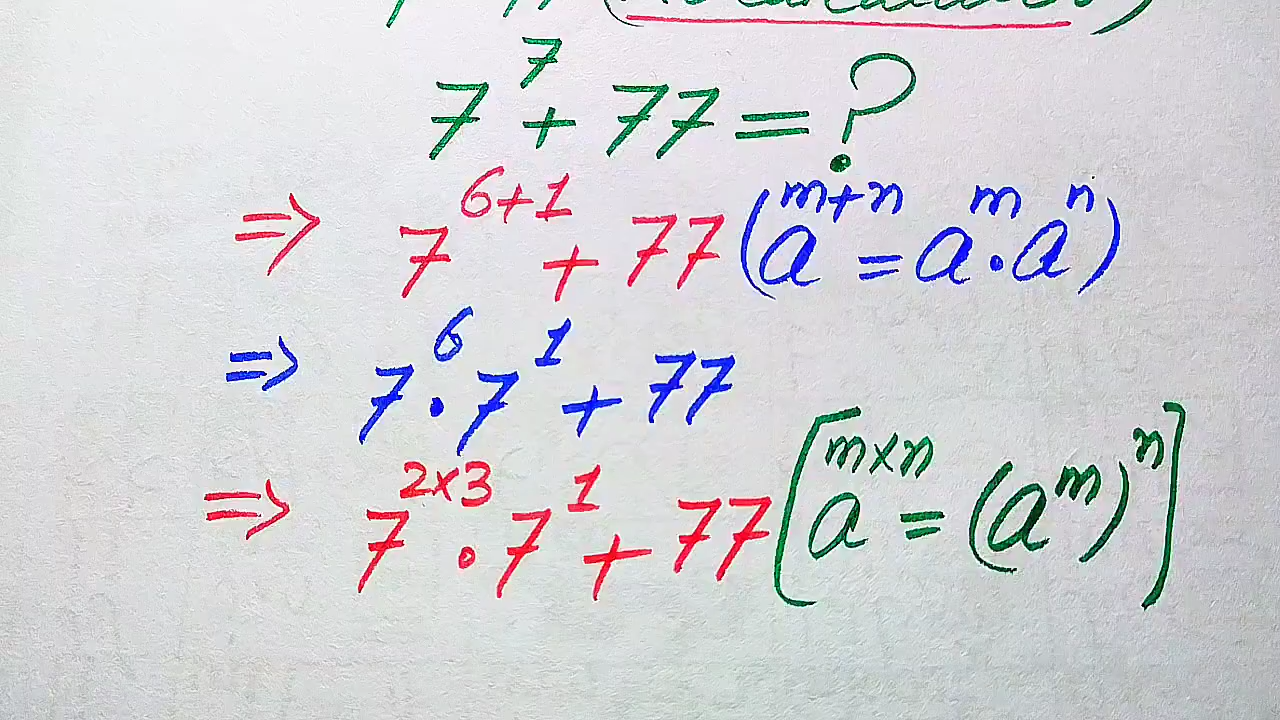 7^7 + 77 = ?
⇒ 7^{6+1} + 77 (a^{m+n} = a^m · a^n)
⇒ 7^6 · 7^1 + 77
⇒ 7^{2×3} · 7^1 + 77 [a^{m×n} = (a^m)^n]